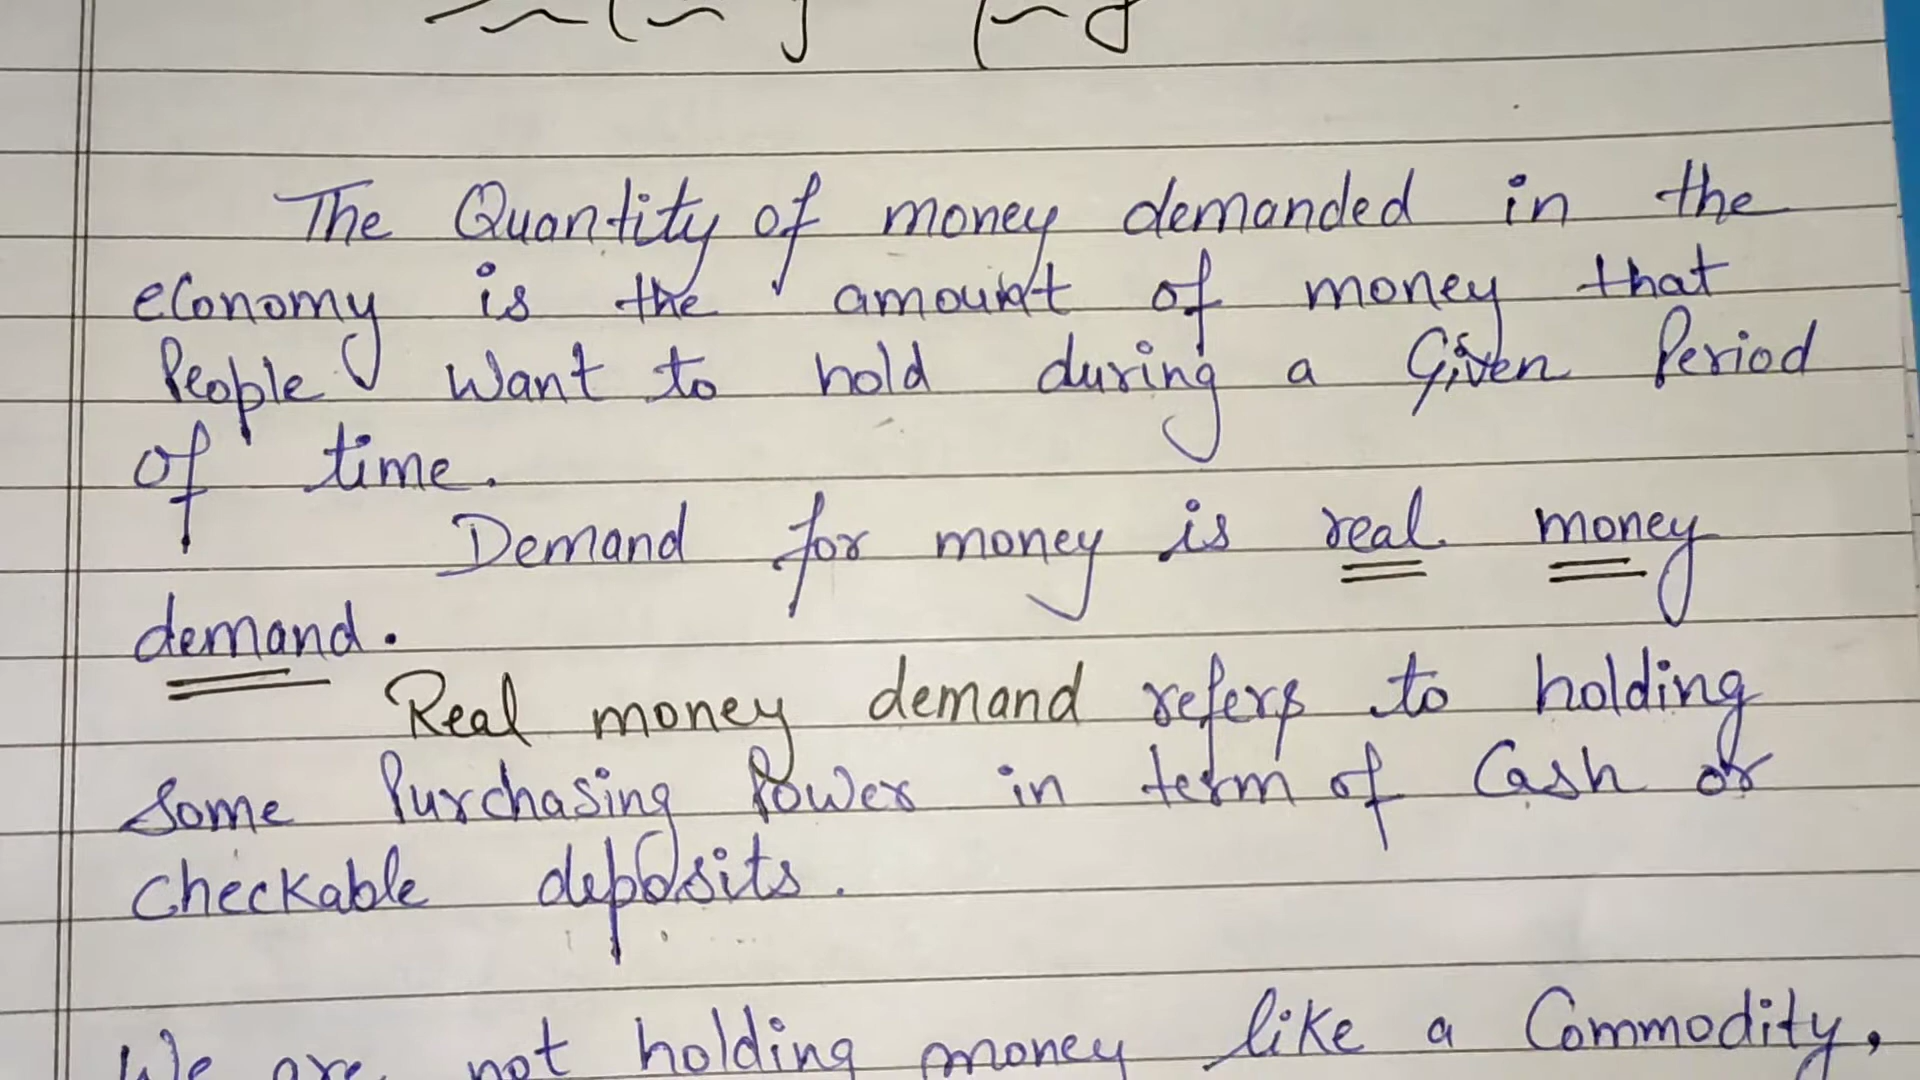 The Quantity of money demanded in the
economy is the amount of money that
People want to hold during a Given Period
of time.
Demand for money is real money
demand.
Real money demand refers to holding
some Purchasing Power in term of Cash or
Checkable deposits.
We are not holding money like a Commodity,